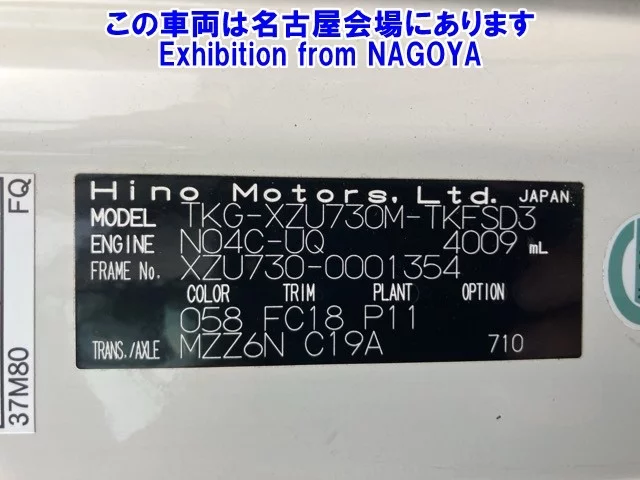 この車両は名古屋会場にあります
Exhibition from NAGOYA
Hino Motors, Ltd. JAPAN
MODEL TKG-XZU730M-TKFSD3
ENGINE N04C-UQ 4009 mL
FRAME No. XZU730-0001354
COLOR TRIM PLANT OPTION
058 FC18 P11
TRANS./AXLE MZZ6N C19A 710
FQ
37M80